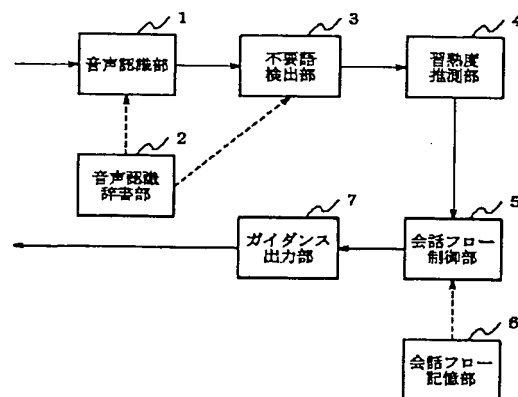 1
音声認識部
3
不要語
検出部
4
習熟度
推測部
2
音声認識
辞書部
7
ガイダンス
出力部
5
会話フロー
制御部
6
会話フロー
記憶部